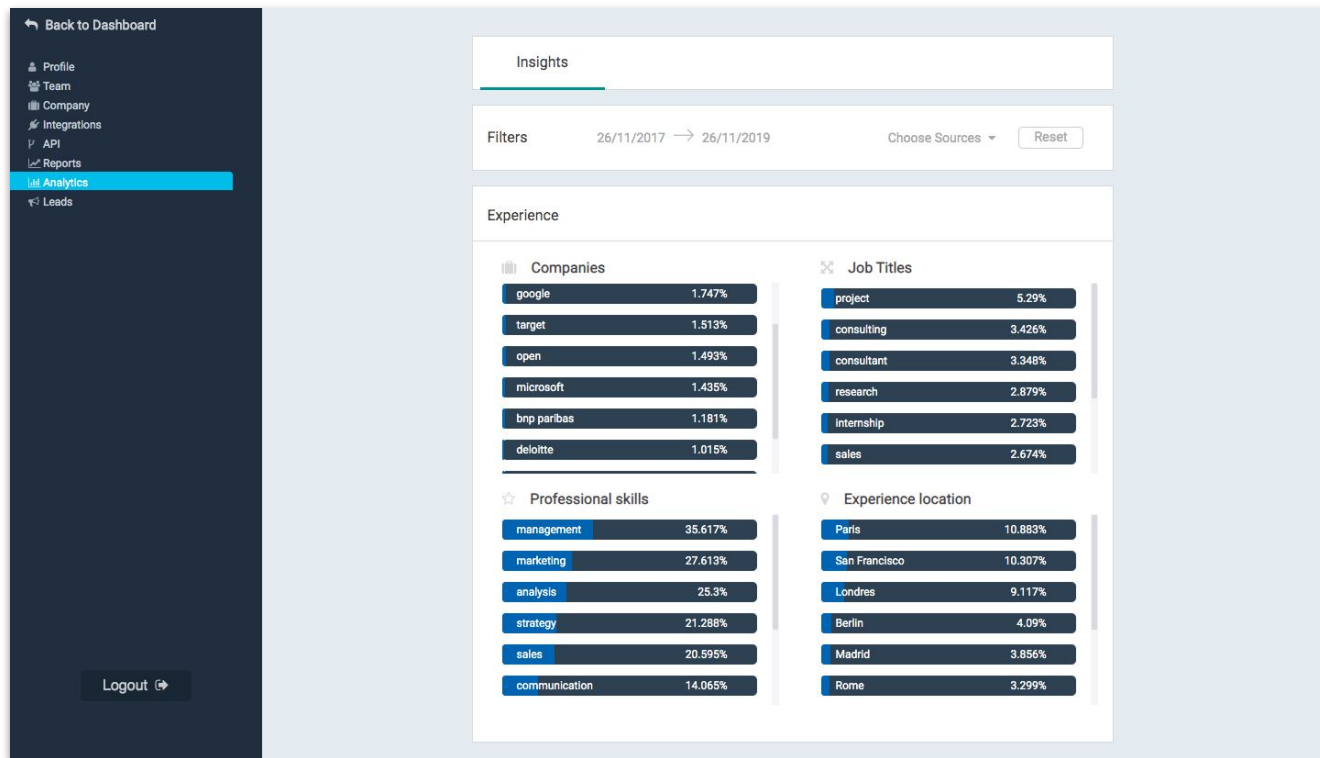 Back to Dashboard
Profile
Team
Company
Integrations
API
Reports
Analytics
Leads
Logout
Insights
Filters 26/11/2017 26/11/2019 Choose Sources Reset
Experience
Companies
google 1.747%
target 1.513%
open 1.493%
microsoft 1.435%
bnp paribas 1.181%
deloitte 1.015%
Job Titles
project 5.29%
consulting 3.426%
consultant 3.348%
research 2.879%
internship 2.723%
sales 2.674%
Professional skills
management 35.617%
marketing 27.613%
analysis 25.3%
strategy 21.288%
sales 20.595%
communication 14.065%
Experience location
Paris 10.883%
San Francisco 10.307%
Londres 9.117%
Berlin 4.09%
Madrid 3.856%
Rome 3.299%